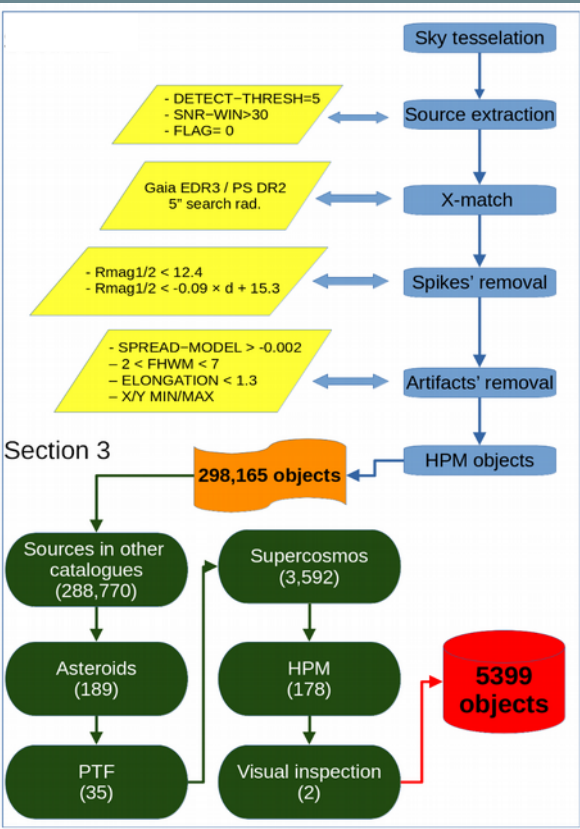 Sky tesselation
- DETECT−THRESH=5
- SNR−WIN>30
- FLAG= 0
Source extraction
Gaia EDR3 / PS DR2
5” search rad.
X-match
- Rmag1/2 < 12.4
- Rmag1/2 < -0.09 × d + 15.3
Spikes’ removal
- SPREAD−MODEL > -0.002
– 2 < FHWM < 7
– ELONGATION < 1.3
– X/Y MIN/MAX
Artifacts’ removal
HPM objects
Section 3
298,165 objects
Sources in other
catalogues
(288,770)
Asteroids
(189)
PTF
(35)
Supercosmos
(3,592)
HPM
(178)
Visual inspection
(2)
5399
objects